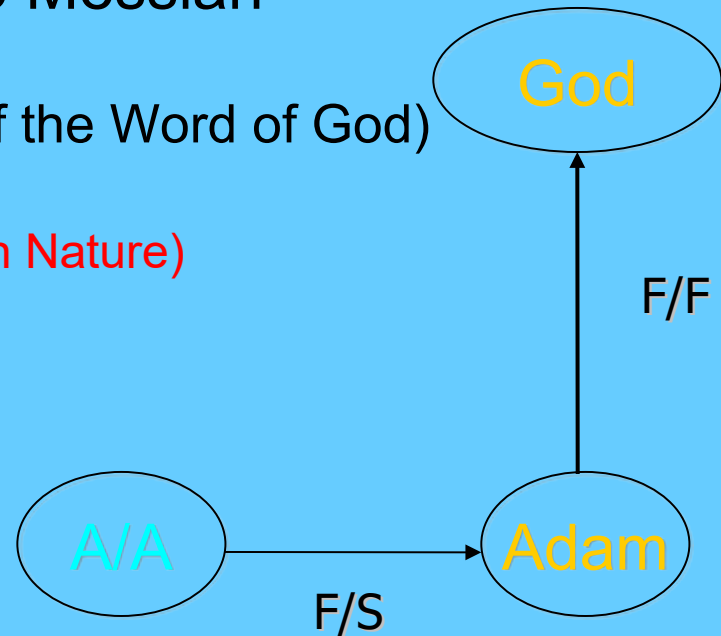 Messiah
God
f the Word of God)
n Nature)
F/F
A/A
Adam
F/S